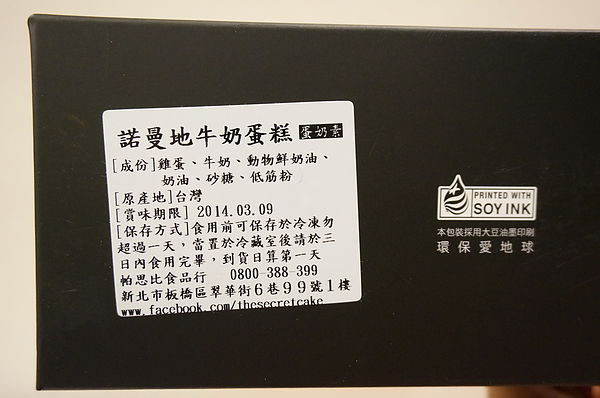 諾曼地牛奶蛋糕 蛋奶素
[成份]雞蛋、牛奶、動物鮮奶油、
奶油、砂糖、低筋粉
[原產地]台灣
[賞味期限] 2014.03.09
[保存方式]食用前可保存於冷凍勿
超過一天,當置於冷藏室後請於三
日內食用完畢,到貨日算第一天
帕思比食品行 0800-388-399
新北市板橋區翠華街6巷99號1樓
www.facebook.com/thesecretcake
PRINTED WITH
SOY INK
本包裝採用大豆油墨印刷
環保愛地球